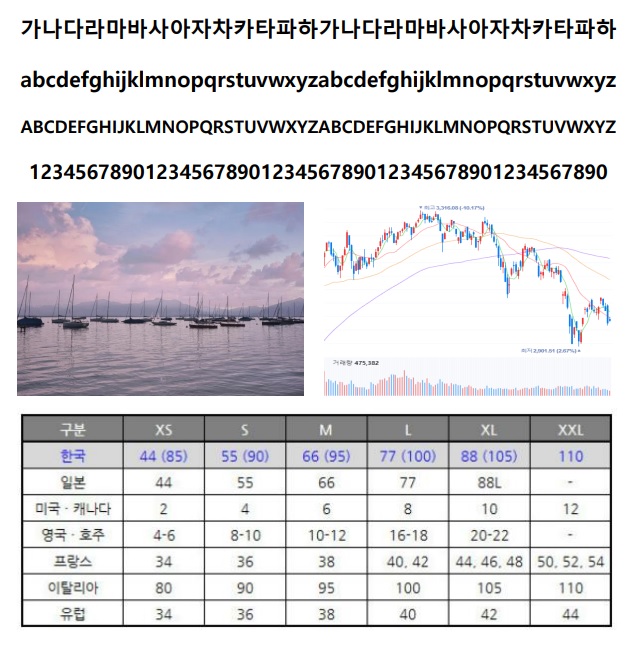 가나다라마바사아자차카타파하가나다라마바사아자차카타파하
abcdefghijklmnopqrstuvwxyzabcdefghijklmnopqrstuvwxyz
ABCDEFGHIJKLMNOPQRSTUVWXYZABCDEFGHIJKLMNOPQRSTUVWXYZ
1234567890123456789012345678901234567890123456789 0
최고 3,316.08 (-10.17%)
최저 2,901.51 (2.67%)
거래량 475,382
구분 XS S M L XL XXL
한국 44 (85) 55 (90) 66 (95) 77 (100) 88 (105) 110
일본 44 55 66 77 88L -
미국 · 캐나다 2 4 6 8 10 12
영국 · 호주 4-6 8-10 10-12 16-18 20-22 -
프랑스 34 36 38 40, 42 44, 46, 48 50, 52, 54
이탈리아 80 90 95 100 105 110
유럽 34 36 38 40 42 44